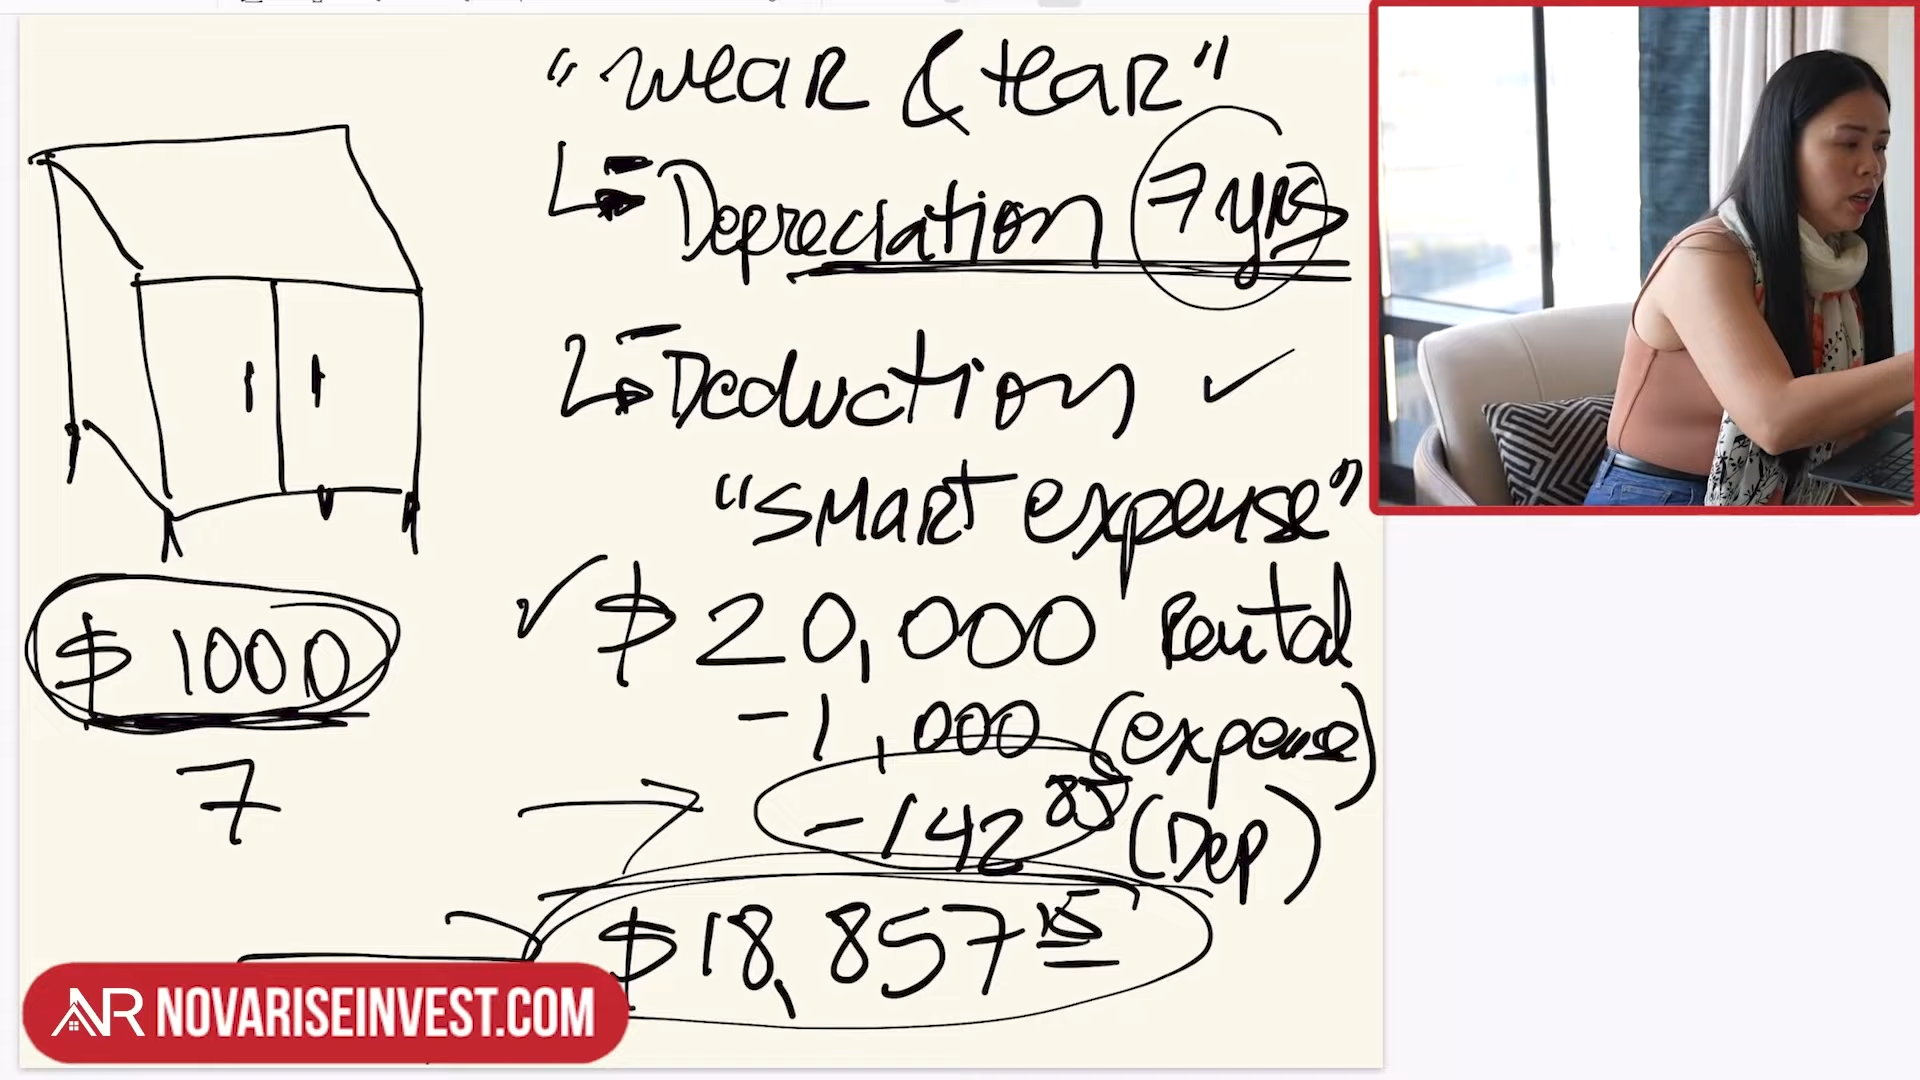 "WEAR & tEAR"
Depreciation 7 yrs
Deduction ✓
"SMART expense"
$1000
7
✓ $20,000 Rental
-1,000 (expense)
-142 85 (Dep)
$18,857 15
NR NOVARISEINVEST.COM